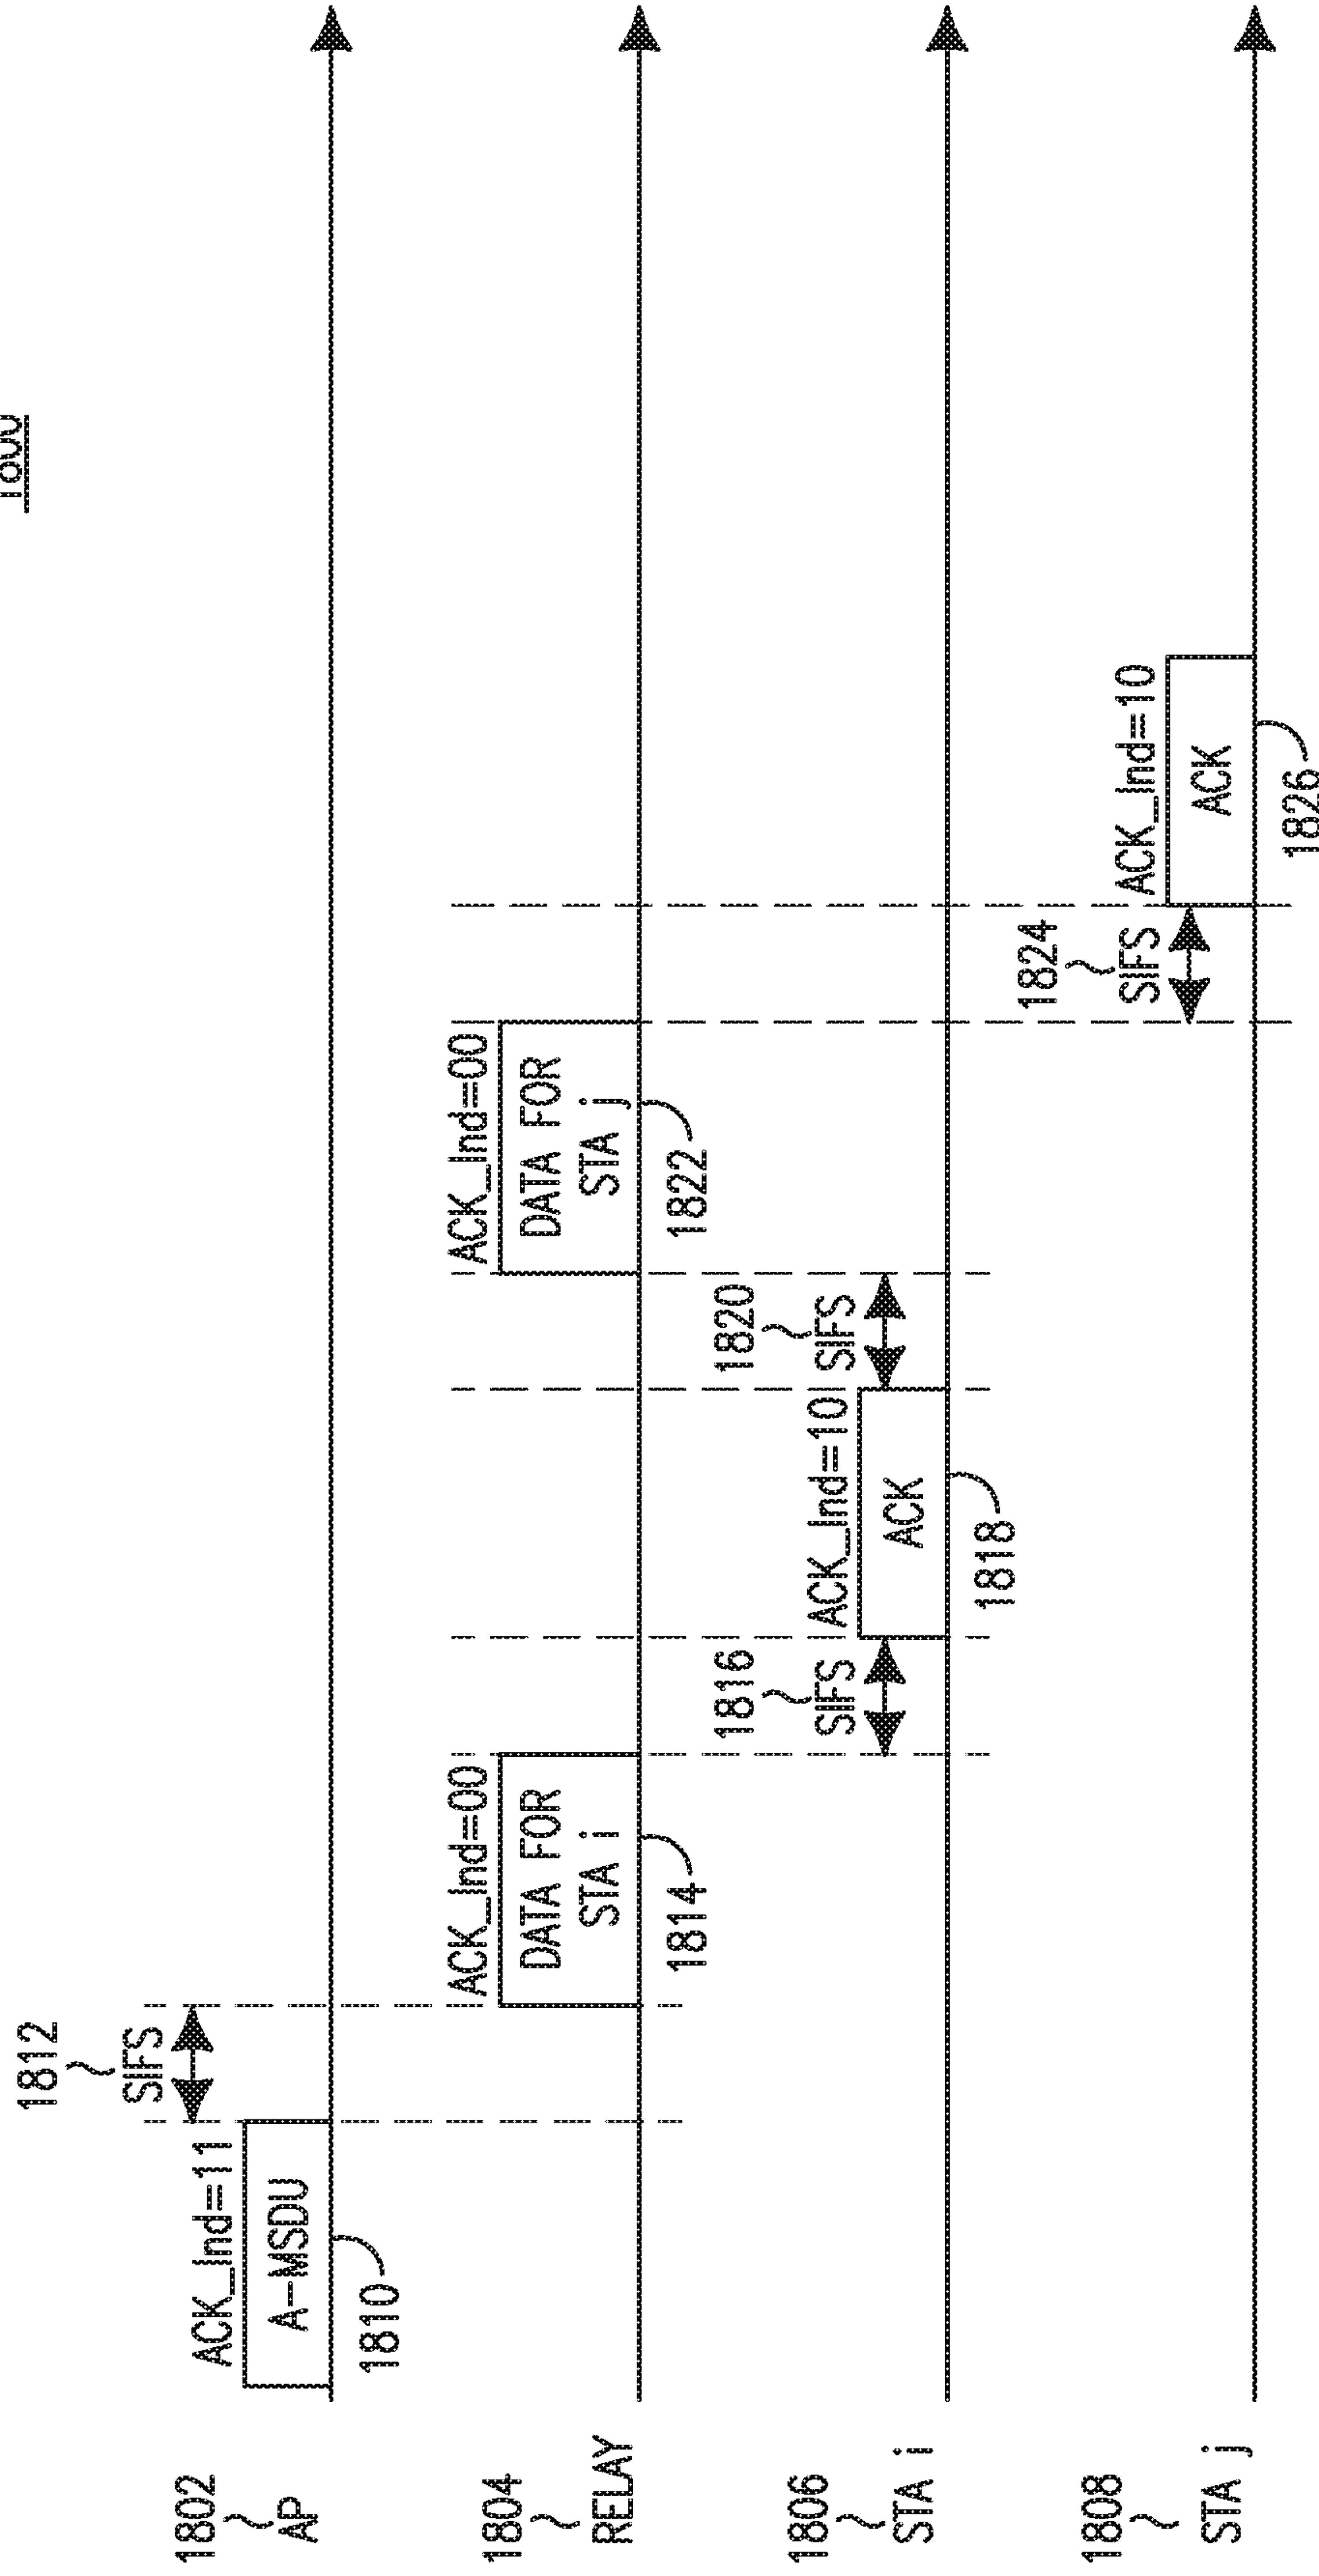 1800
1812
SIFS
ACK_Ind=11
1802
AP
A-MSDU
1810
ACK_Ind=00
ACK_Ind=00
1804
RELAY
DATA FOR
STA i
DATA FOR
STA j
1814
1822
1816
SIFS
1820
SIFS
ACK_Ind=10
1806
STA i
ACK
1818
1824
SIFS
ACK_Ind=10
1808
STA j
ACK
1826